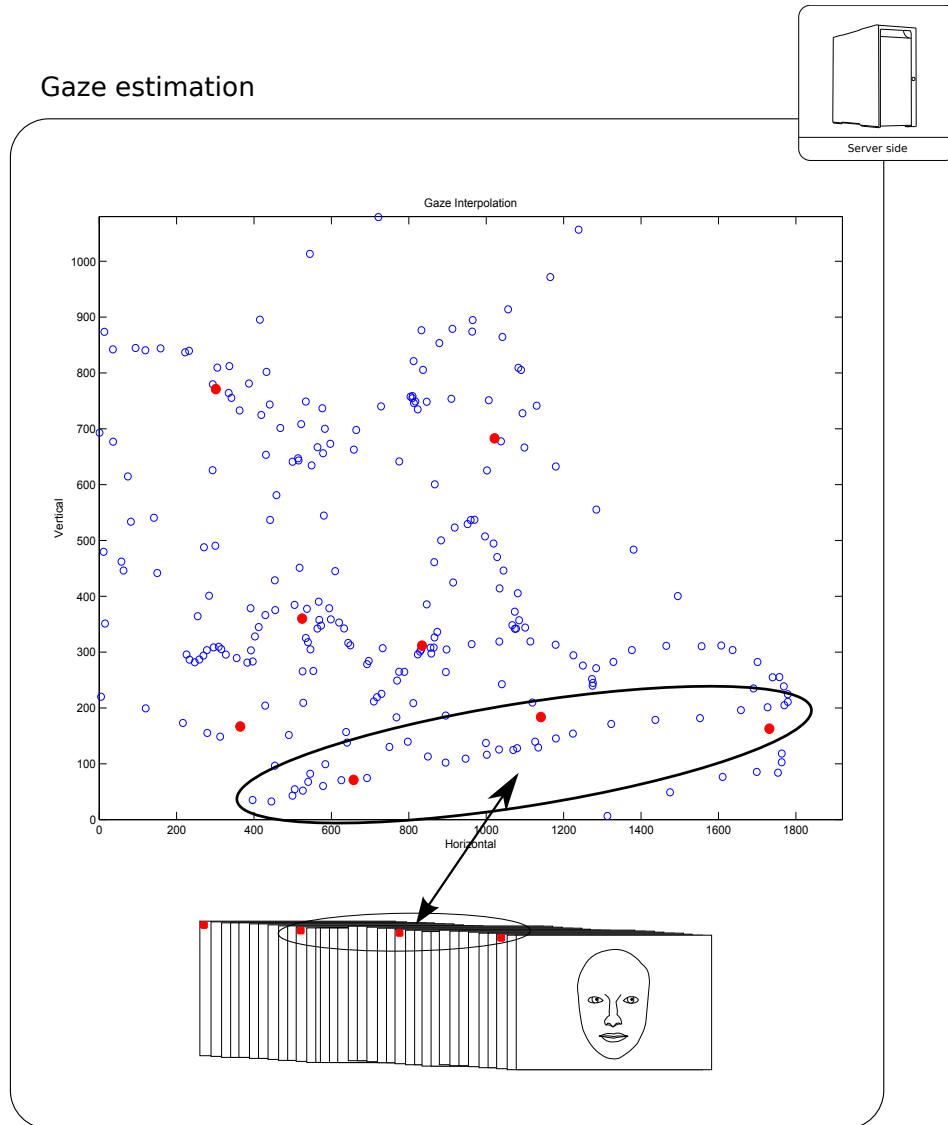 Server side
Gaze estimation
Gaze Interpolation
Vertical
1000
900
800
700
600
500
400
300
200
100
0
0 200 400 600 800 1000 1200 1400 1600 1800
Horizontal